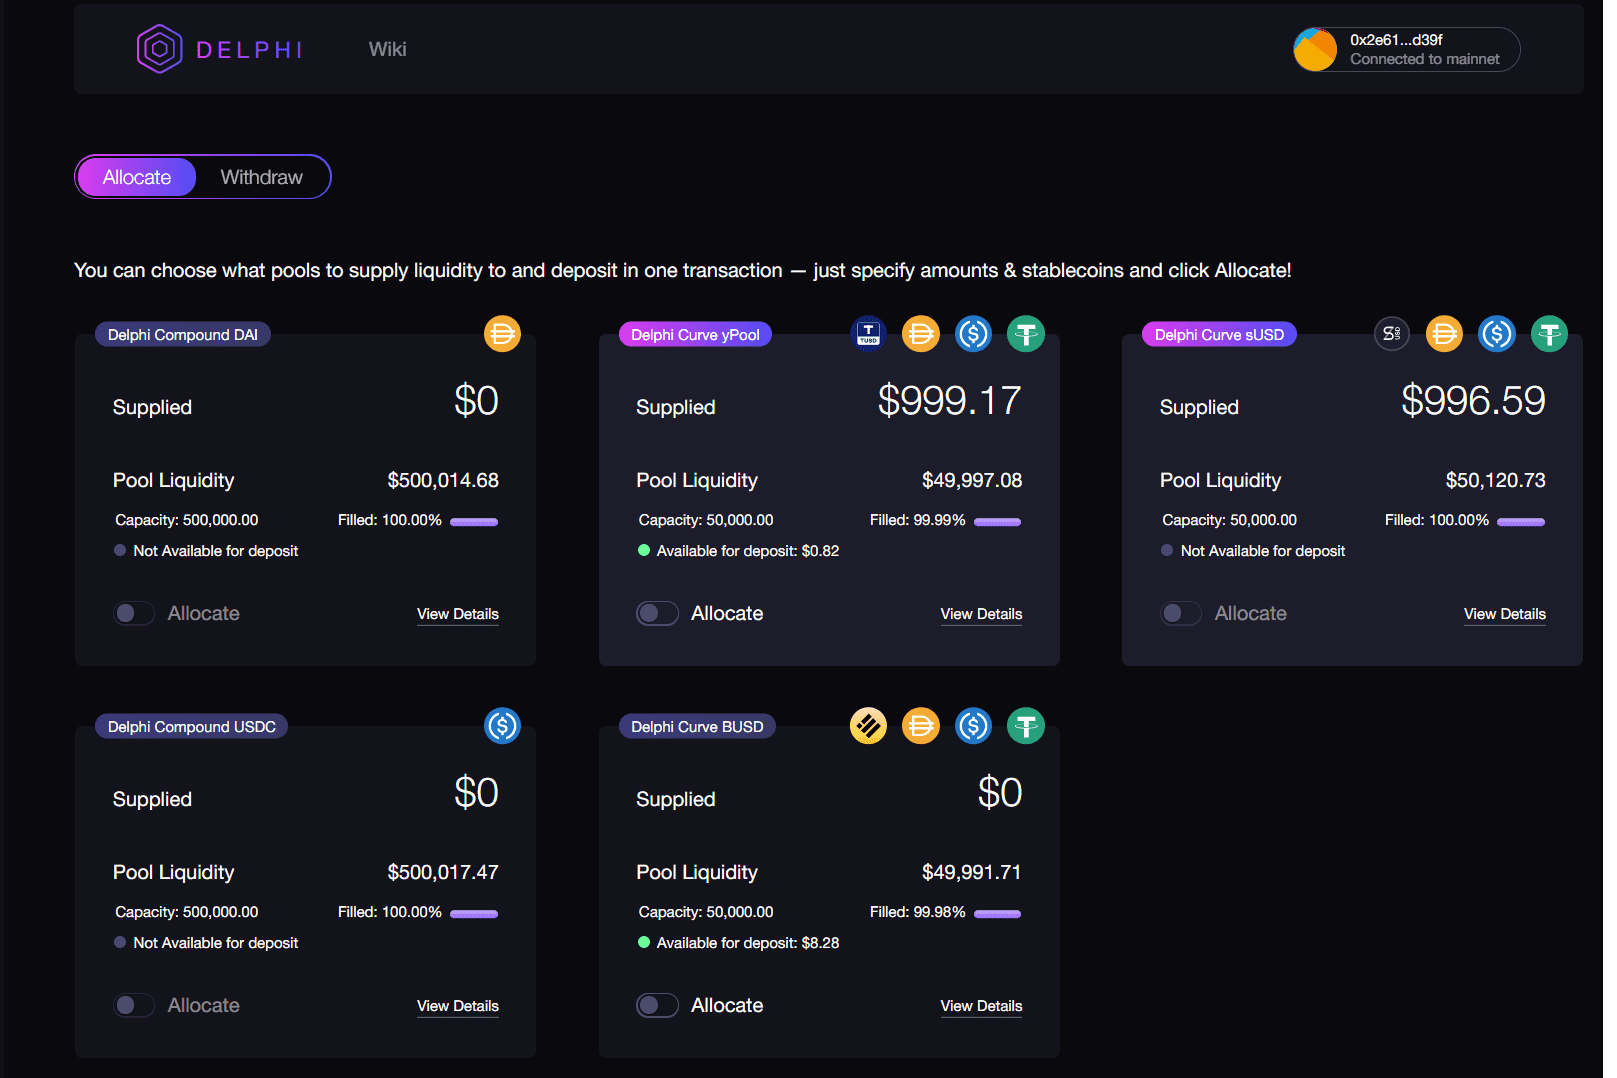 DELPHI
Wiki
0x2e61...d39f
Connected to mainnet
Allocate
Withdraw
You can choose what pools to supply liquidity to and deposit in one transaction — just specify amounts & stablecoins and click Allocate!
Delphi Compound DAI
Supplied $0
Pool Liquidity $500,014.68
Capacity: 500,000.00 Filled: 100.00%
Not Available for deposit
Allocate View Details
Delphi Curve yPool
T
TUSD
Supplied $999.17
Pool Liquidity $49,997.08
Capacity: 50,000.00 Filled: 99.99%
Available for deposit: $0.82
Allocate View Details
Delphi Curve sUSD
S USD
Supplied $996.59
Pool Liquidity $50,120.73
Capacity: 50,000.00 Filled: 100.00%
Not Available for deposit
Allocate View Details
Delphi Compound USDC
Supplied $0
Pool Liquidity $500,017.47
Capacity: 500,000.00 Filled: 100.00%
Not Available for deposit
Allocate View Details
Delphi Curve BUSD
Supplied $0
Pool Liquidity $49,991.71
Capacity: 50,000.00 Filled: 99.98%
Available for deposit: $8.28
Allocate View Details